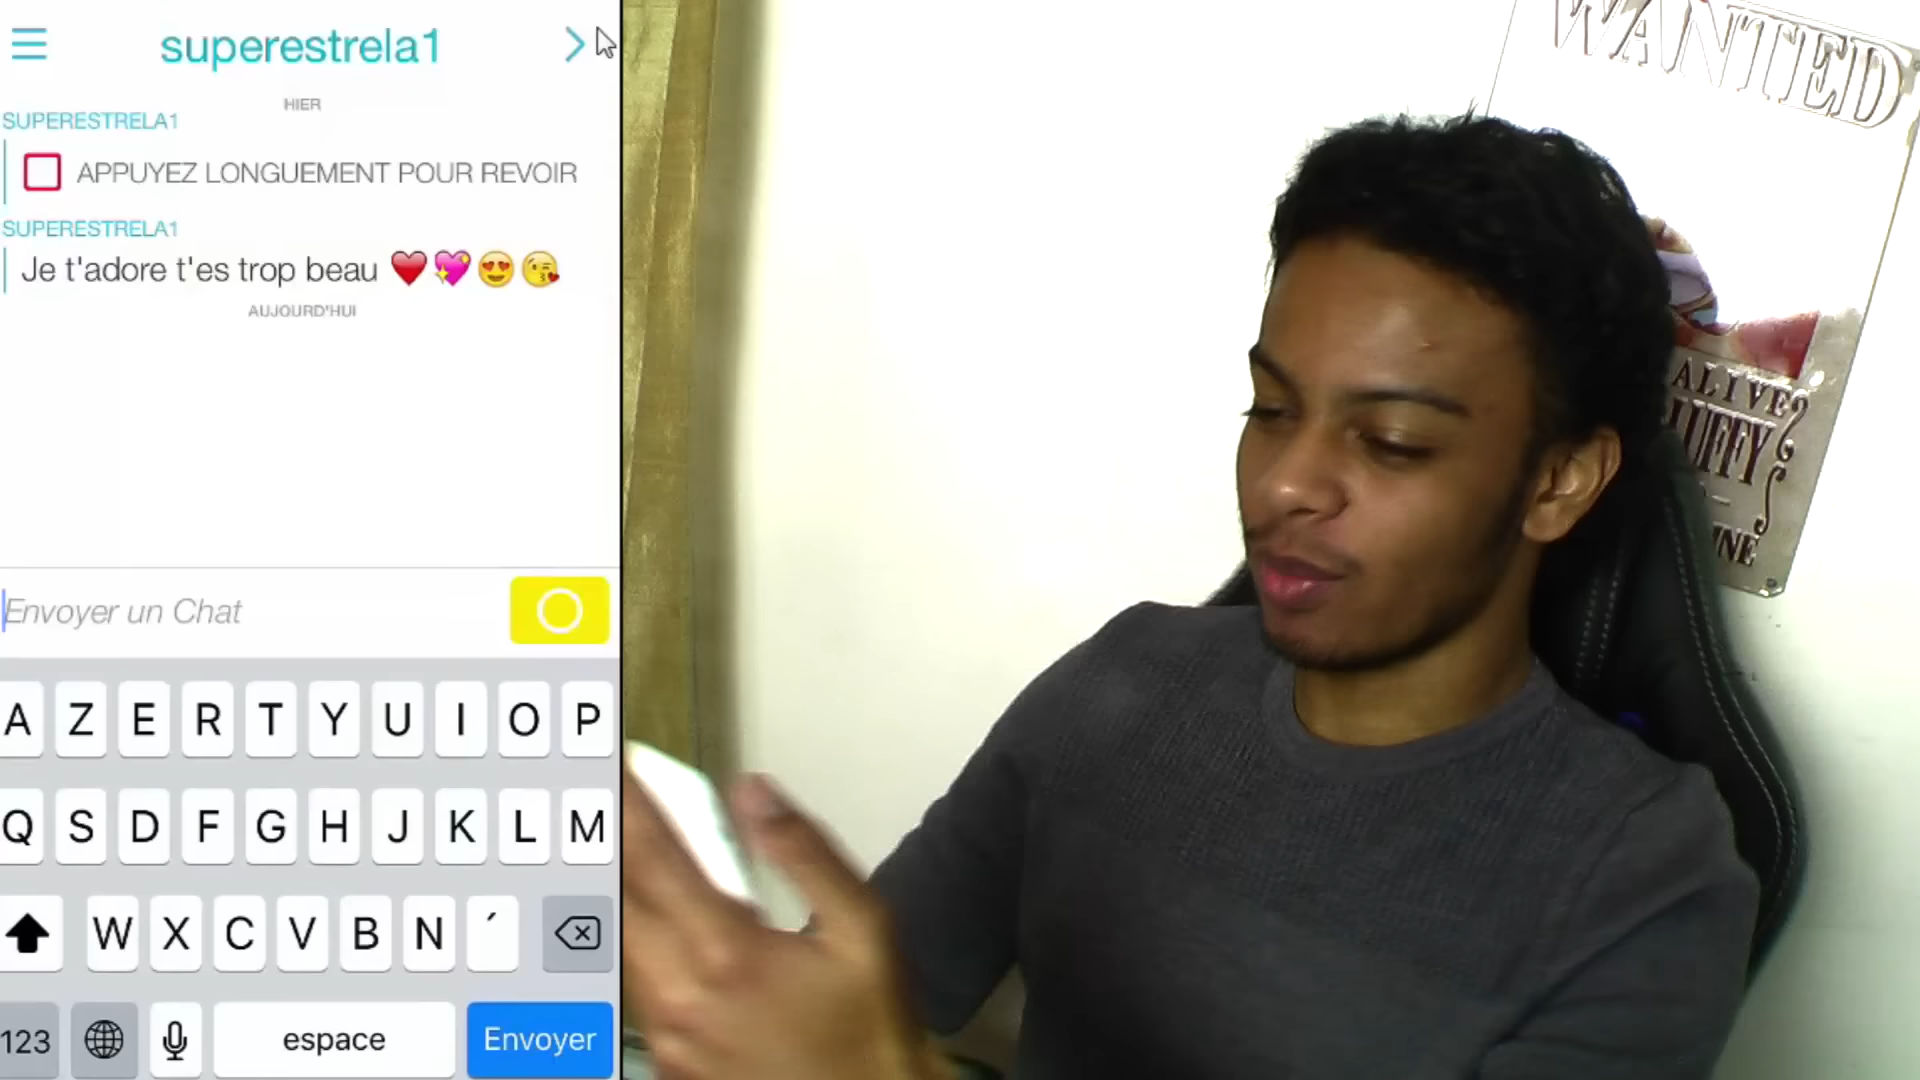 superestrela1
HIER
SUPERESTRELA1
APPUYEZ LONGUEMENT POUR REVOIR
SUPERESTRELA1
Je t'adore t'es trop beau ❤️💖😍😘
AUJOURD'HUI
Envoyer un Chat
A Z E R T Y U I O P
Q S D F G H J K L M
W X C V B N ´
123 espace Envoyer
WANTED
ALIVE
LUFFY